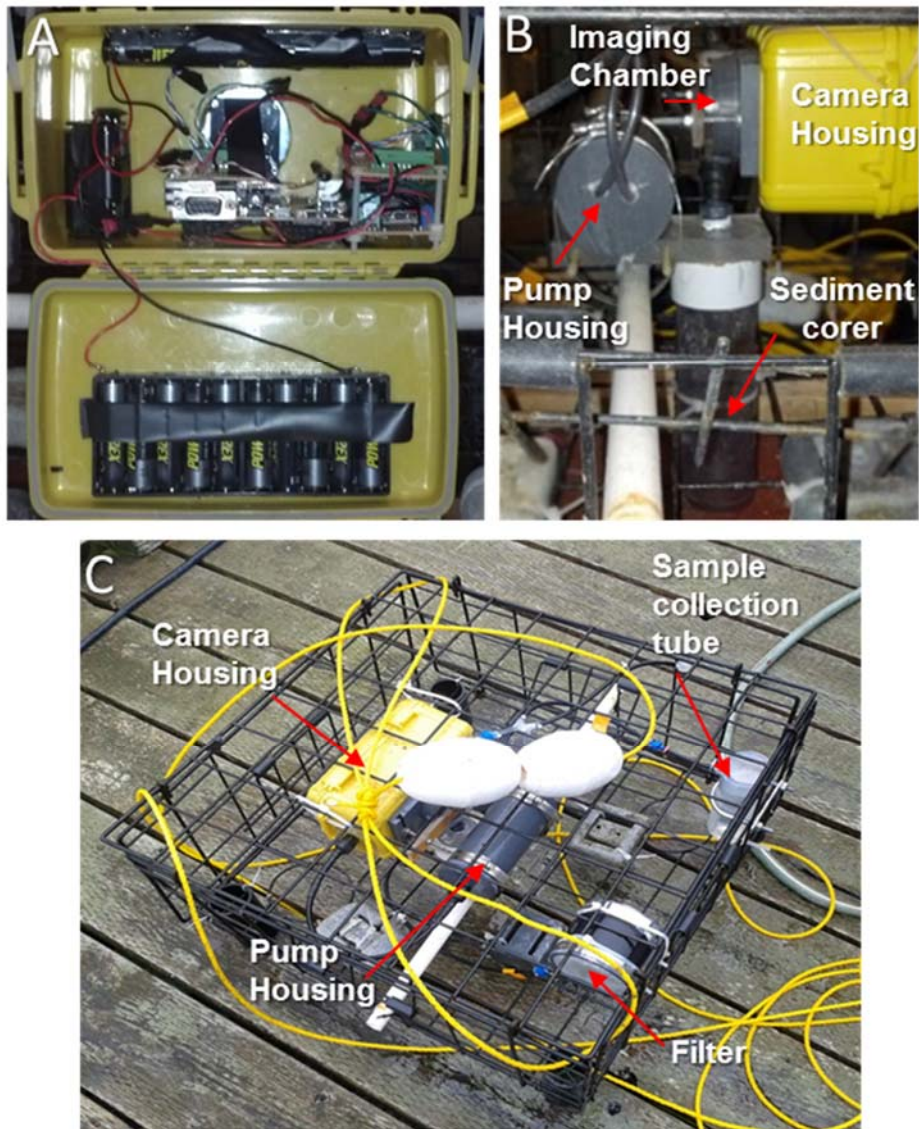 A
B
Imaging
Chamber
Camera
Housing
Pump
Housing
Sediment
corer
C
Camera
Housing
Sample
collection
tube
Pump
Housing
Filter